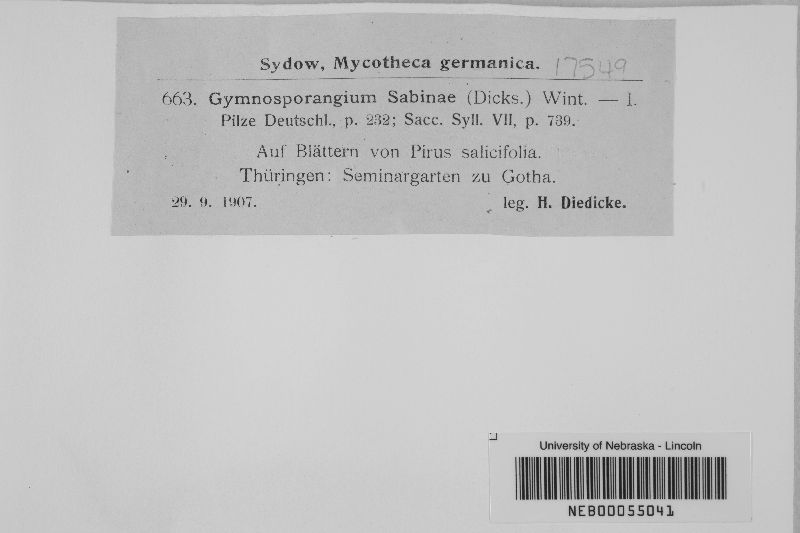 Sydow, Mycotheca germanica. 17549
663. Gymnosporangium Sabinae (Dicks.) Wint. — I.
Pilze Deutschl., p. 232; Sacc. Syll. VII, p. 739.
Auf Blättern von Pirus salicifolia.
Thüringen: Seminargarten zu Gotha.
29. 9. 1907. leg. H. Diedicke.
University of Nebraska - Lincoln
NEB00055041